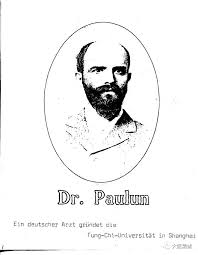 Dr. Paulun
Ein deutscher Arzt gründet die
Tung-Chi-Universität in Shanghai